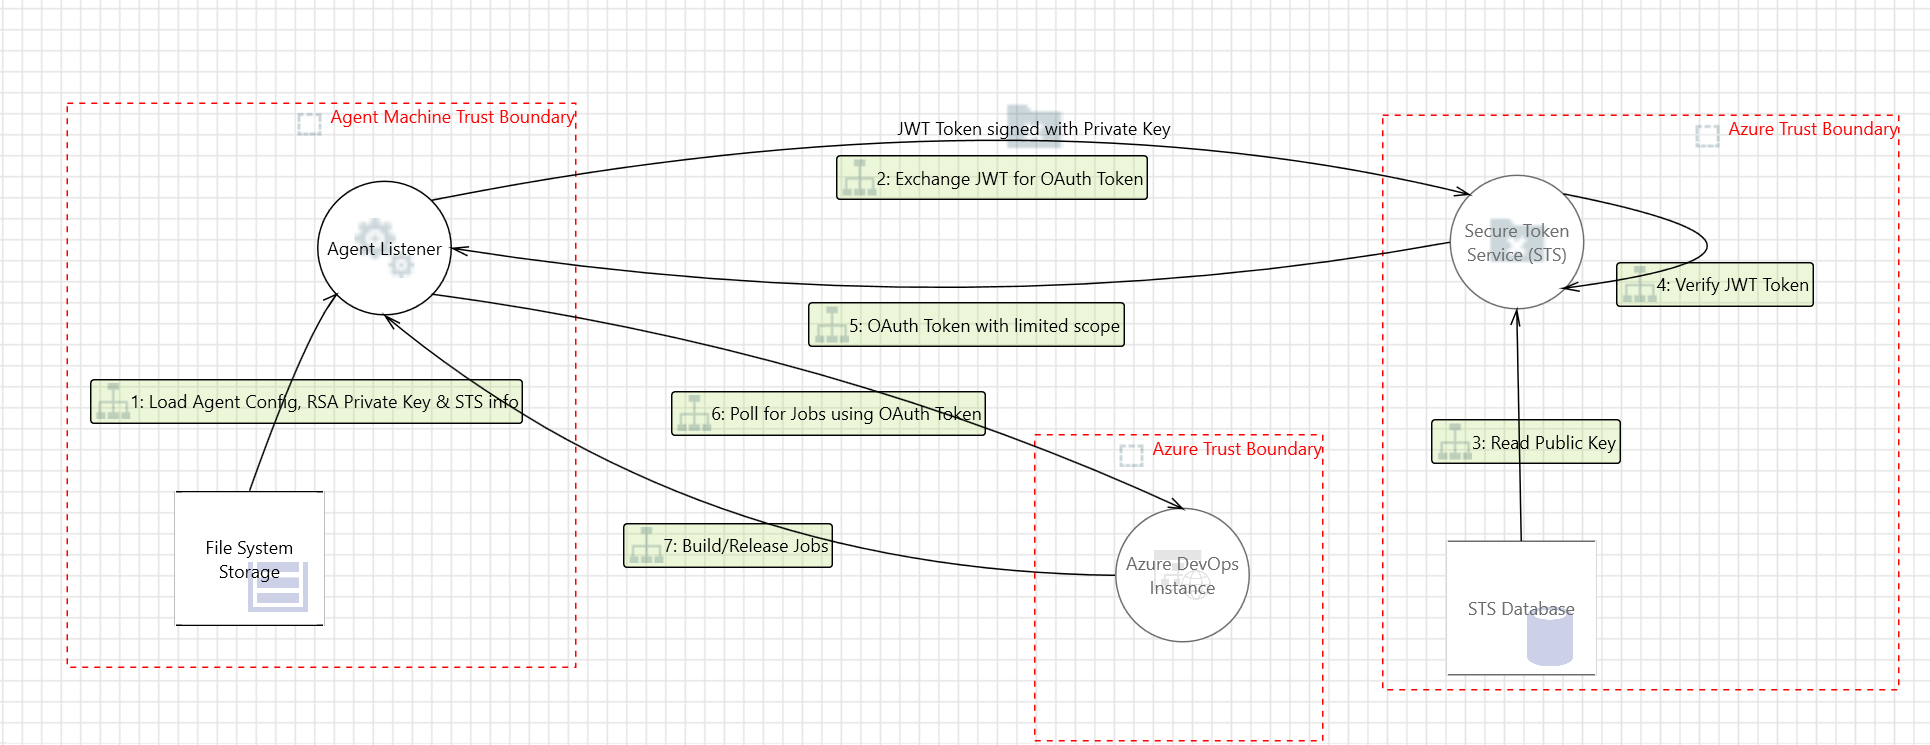 Agent Machine Trust Boundary
JWT Token signed with Private Key
Azure Trust Boundary
2: Exchange JWT for OAuth Token
Agent Listener
Secure Token
Service (STS)
4: Verify JWT Token
5: OAuth Token with limited scope
1: Load Agent Config, RSA Private Key & STS info
6: Poll for Jobs using OAuth Token
3: Read Public Key
Azure Trust Boundary
7: Build/Release Jobs
File System
Storage
Azure DevOps
Instance
STS Database